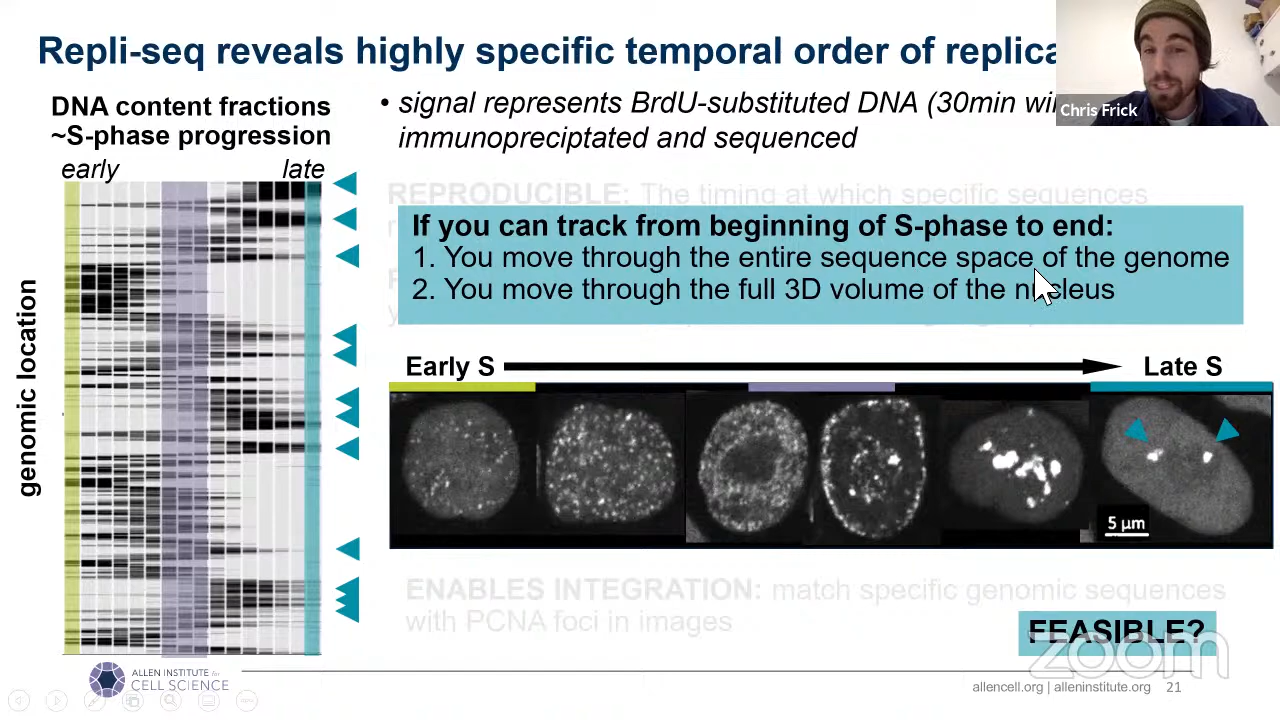 Repli-seq reveals highly specific temporal order of replica
Chris Frick
DNA content fractions
~S-phase progression
early late
genomic location
• signal represents BrdU-substituted DNA (30min wi
immunopreciptated and sequenced
REPRODUCIBLE: The timing at which specific sequences
If you can track from beginning of S-phase to end:
1. You move through the entire sequence space of the genome
2. You move through the full 3D volume of the nucleus
Early S Late S
5 μm
ENABLES INTEGRATION: match specific genomic sequences
with PCNA foci in images
FEASIBLE?
zoom
ALLEN INSTITUTE for
CELL SCIENCE
allencell.org | alleninstitute.org 21